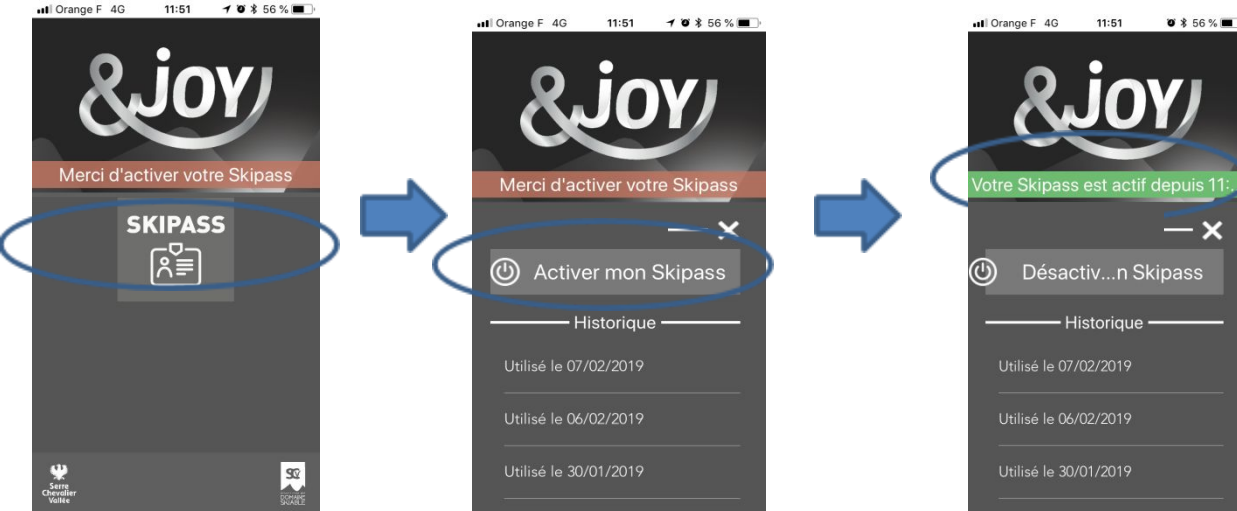 Orange F 4G 11:51 56 %
&joy
Merci d'activer votre Skipass
SKIPASS
Serre
Chevalier
Vallée
DOMAINE
SKIABLE
Orange F 4G 11:51 56 %
&joy
Merci d'activer votre Skipass
Activer mon Skipass
Historique
Utilisé le 07/02/2019
Utilisé le 06/02/2019
Utilisé le 30/01/2019
Orange F 4G 11:51 56 %
&joy
Votre Skipass est actif depuis 11:..
Désactiv...n Skipass
Historique
Utilisé le 07/02/2019
Utilisé le 06/02/2019
Utilisé le 30/01/2019